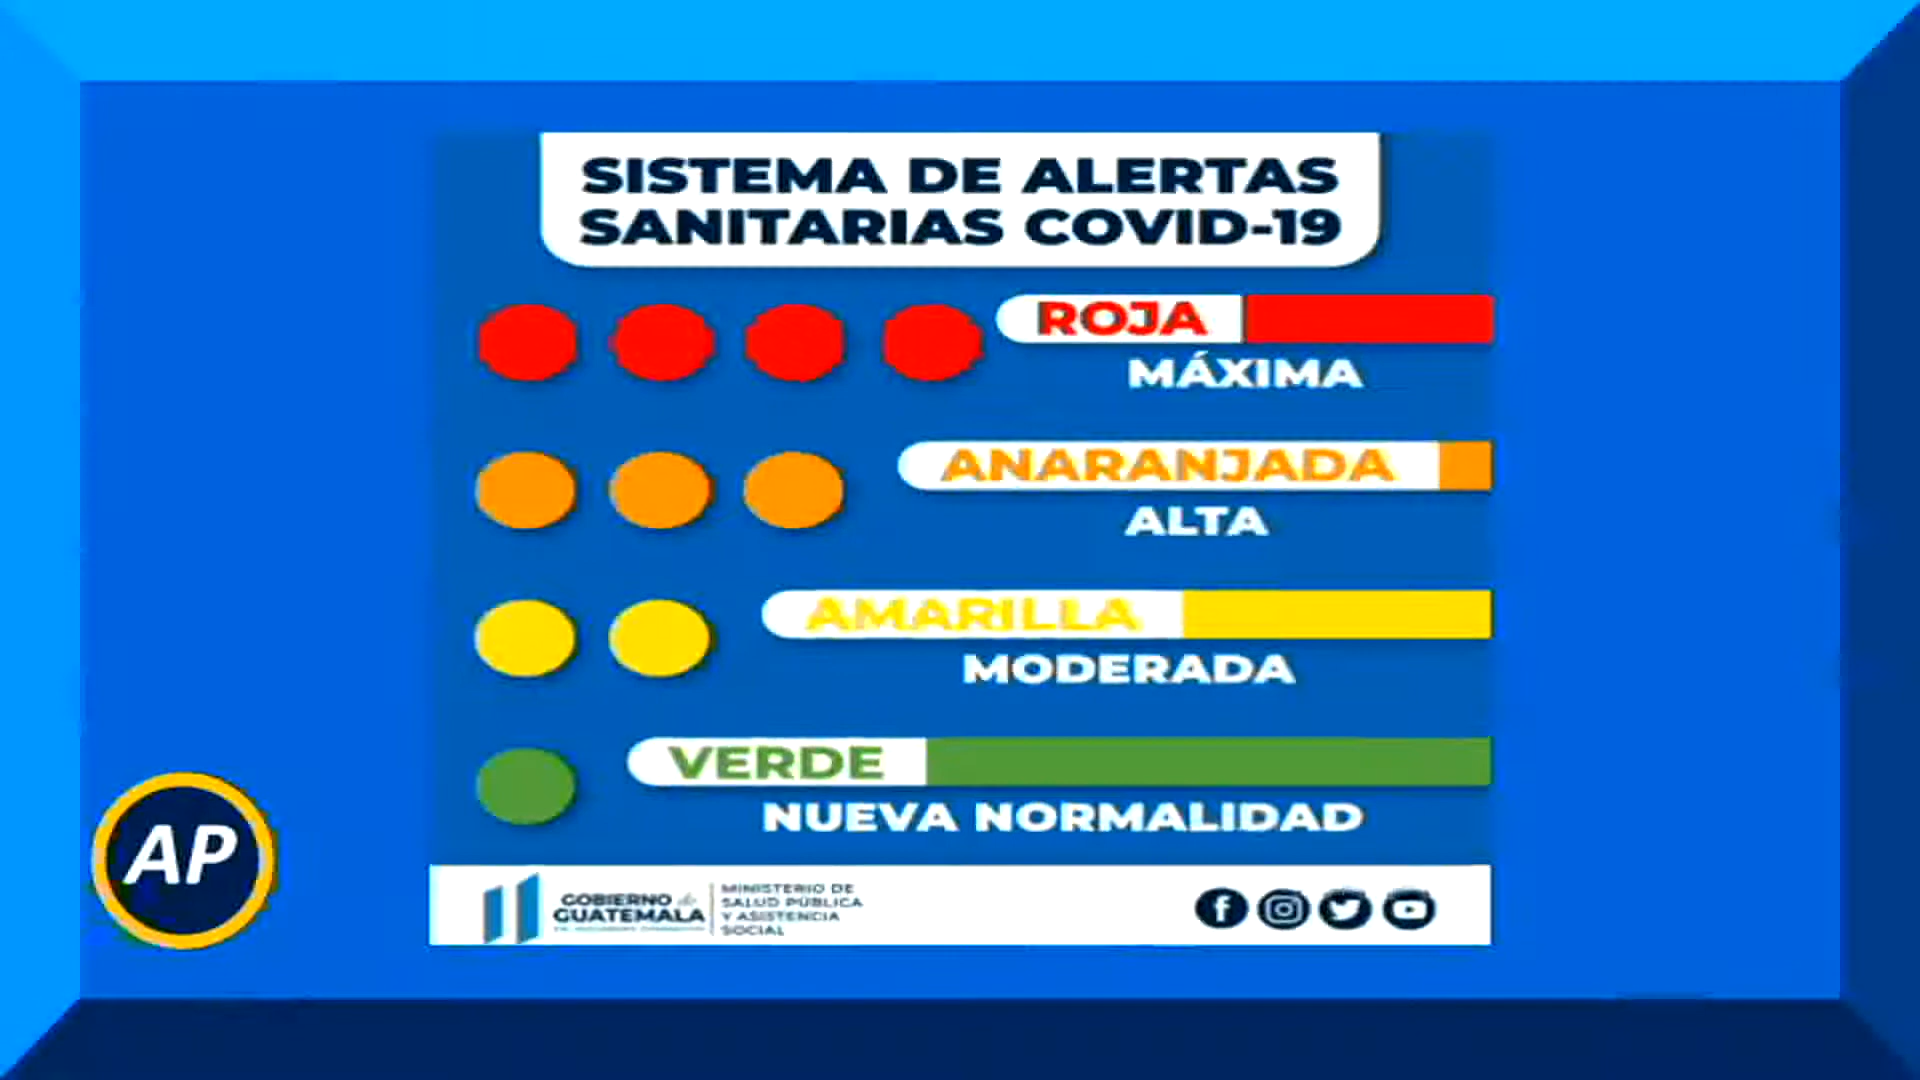 SISTEMA DE ALERTAS
SANITARIAS COVID-19
ROJA
MÁXIMA
ANARANJADA
ALTA
AMARILLA
MODERADA
VERDE
NUEVA NORMALIDAD
AP
GOBIERNO de
GUATEMALA
MINISTERIO DE
SALUD PÚBLICA
Y ASISTENCIA
SOCIAL